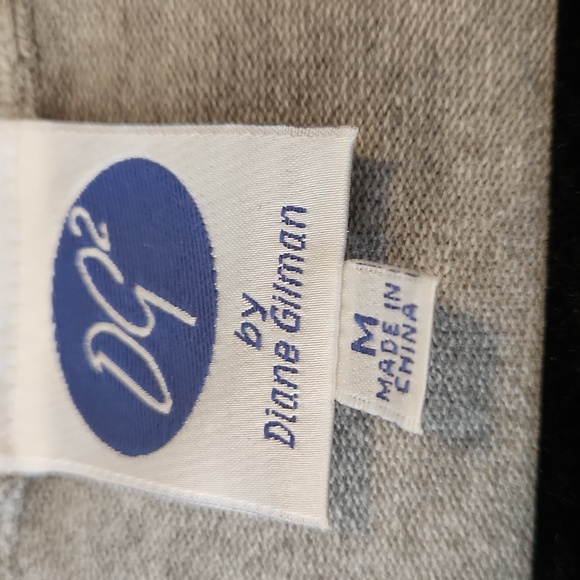 DG²
by
Diane Gilman
M
MADE IN
CHINA